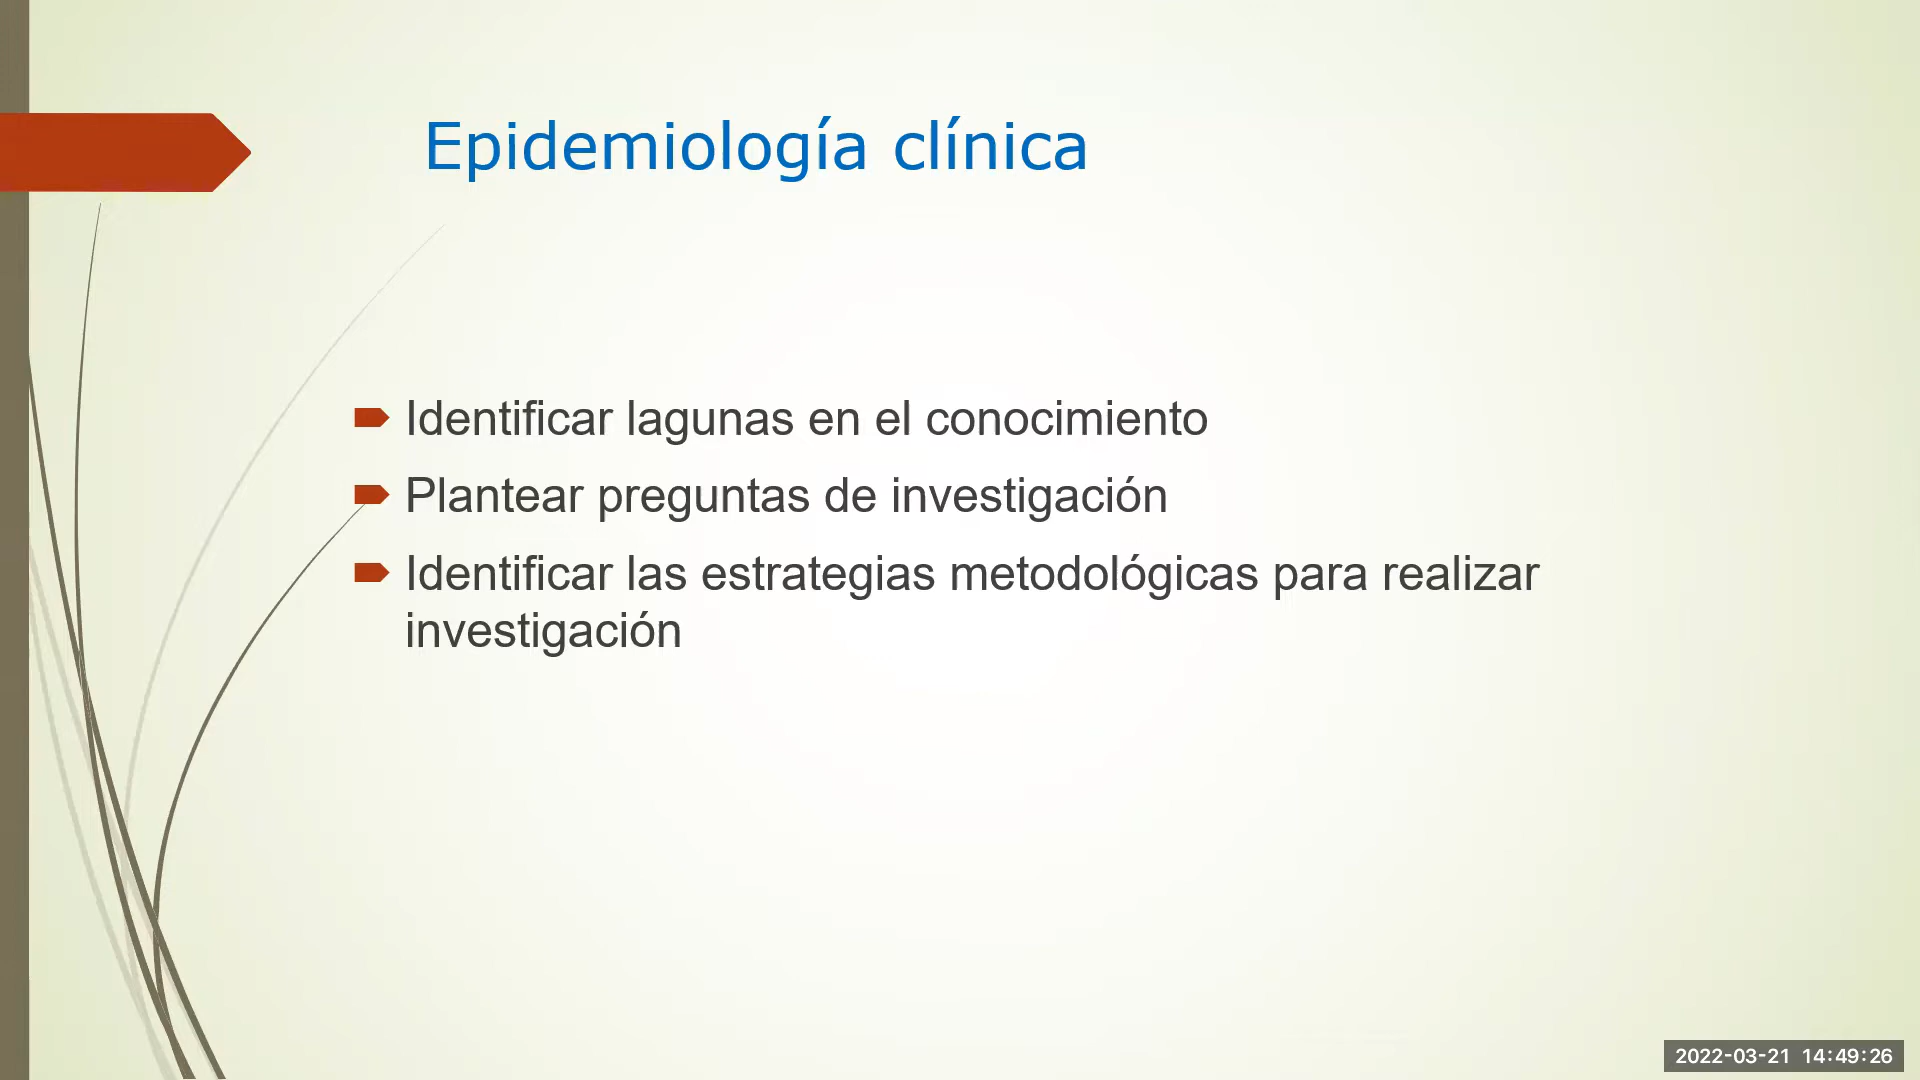 Epidemiología clínica
Identificar lagunas en el conocimiento
Plantear preguntas de investigación
Identificar las estrategias metodológicas para realizar
investigación
2022-03-21 14:49:26